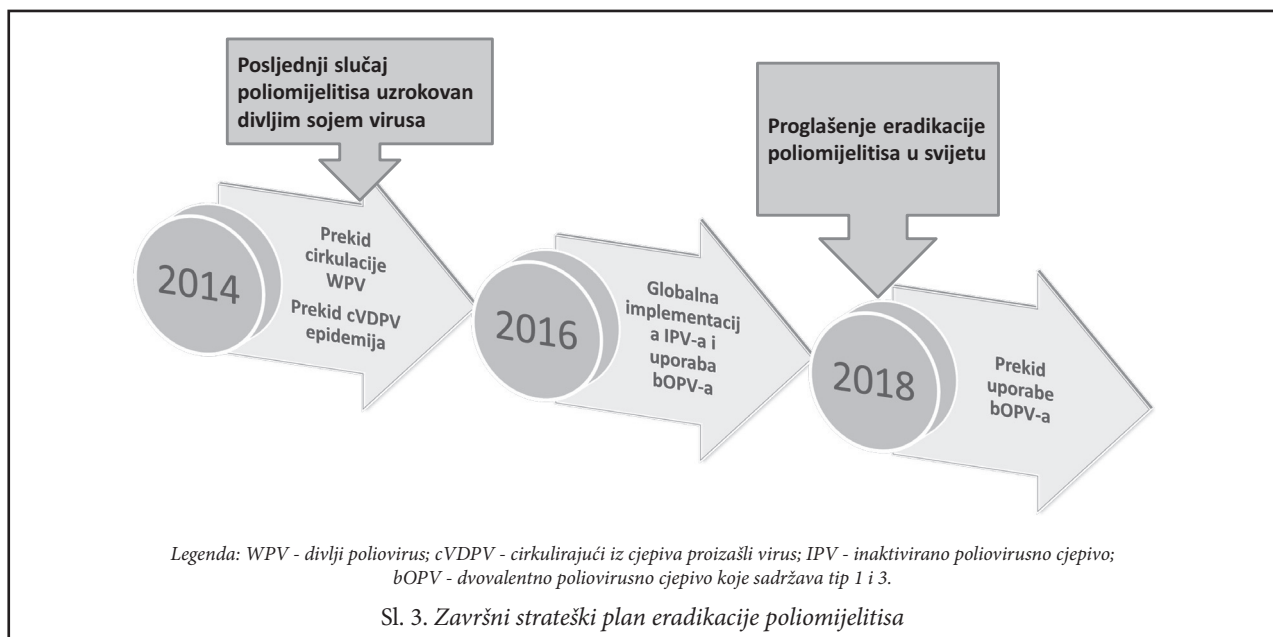 Posljednji slučaj
poliomijelitisa uzrokovan
divljim sojem virusa
Proglašenje eradikacije
poliomijelitisa u svijetu
2014
Prekid
cirkulacije
WPV
Prekid cVDPV
epidemija
2016
Globalna
implementacij
a IPV-a i
uporaba
bOPV-a
2018
Prekid
uporabe
bOPV-a
Legenda: WPV - divlji poliovirus; cVDPV - cirkulirajući iz cjepiva proizašli virus; IPV - inaktivirano poliovirusno cjepivo;
bOPV - dvovalentno poliovirusno cjepivo koje sadržava tip 1 i 3.
Sl. 3. Završni strateški plan eradikacije poliomijelitisa